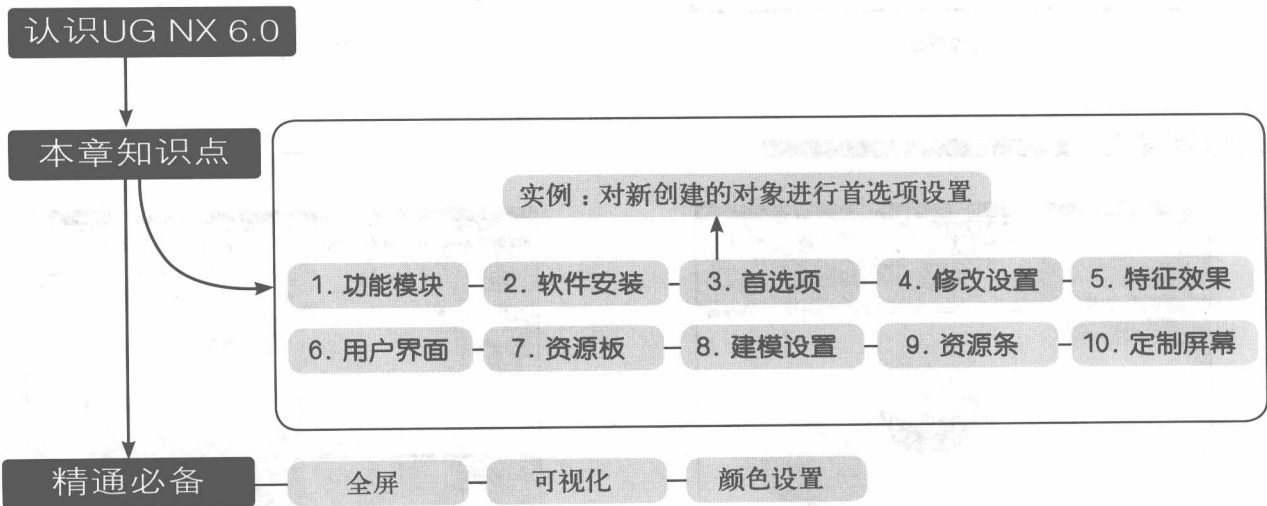 认识UG NX 6.0
本章知识点
实例：对新创建的对象进行首选项设置
1. 功能模块
2. 软件安装
3. 首选项
4. 修改设置
5. 特征效果
6. 用户界面
7. 资源板
8. 建模设置
9. 资源条
10. 定制屏幕
精通必备
全屏
可视化
颜色设置